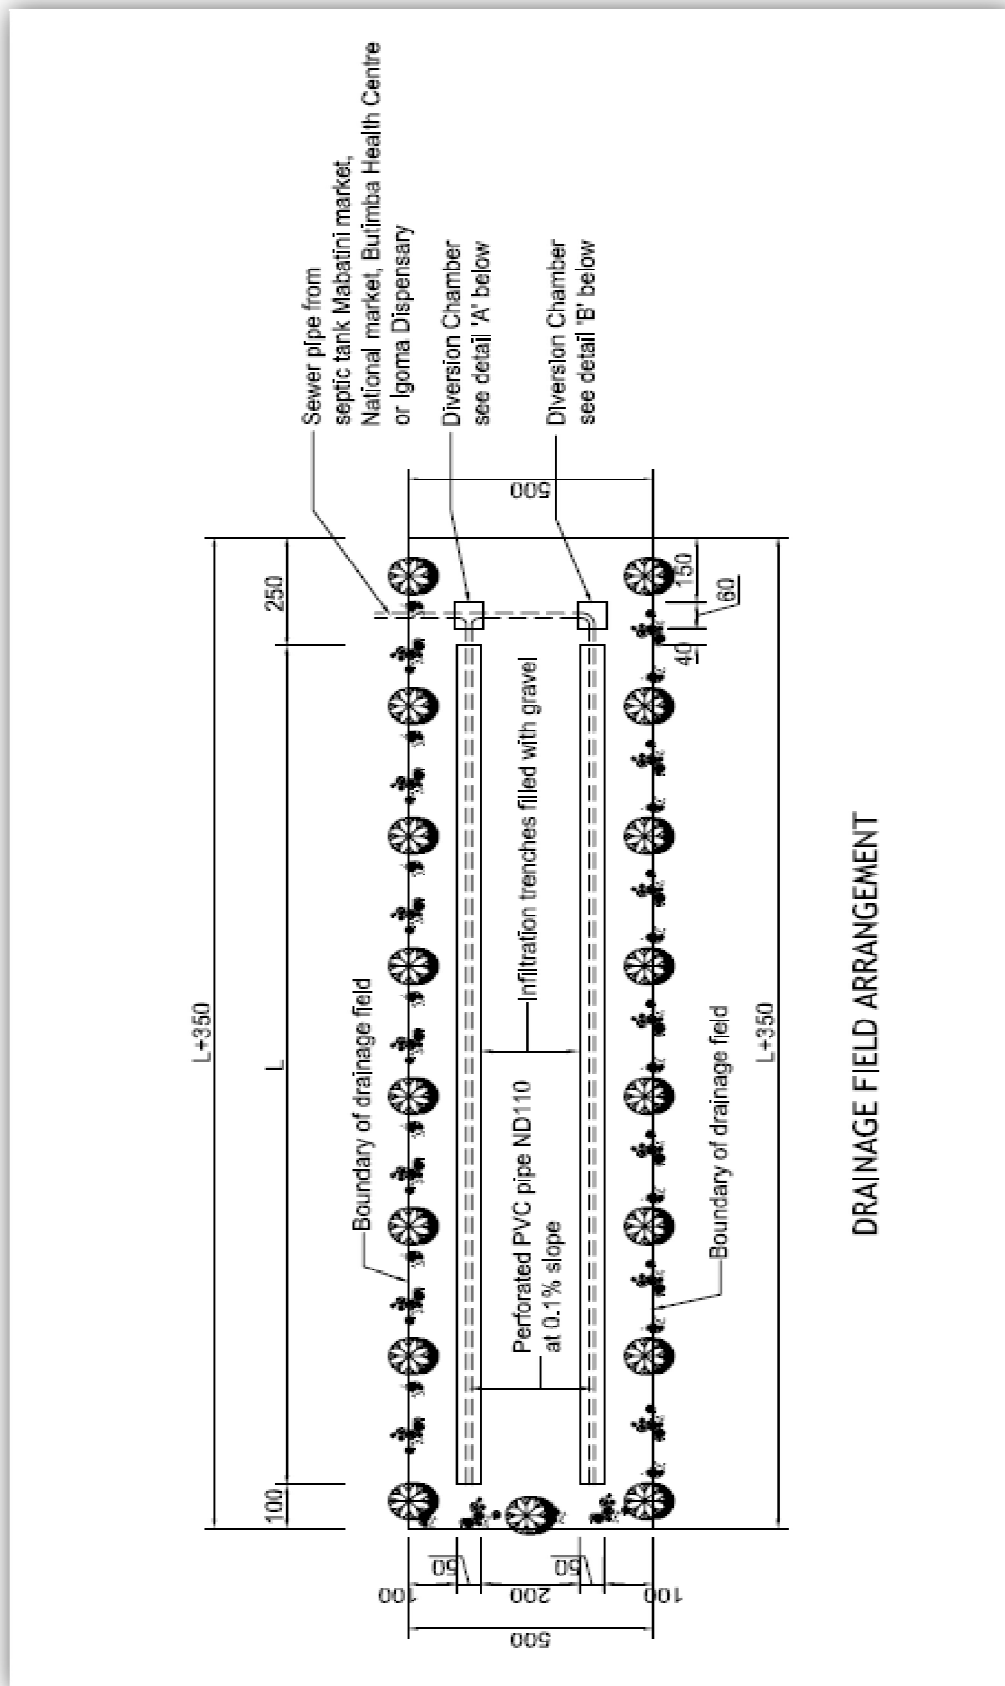 Sewer pipe from
septic tank Mabatini market,
National market, Butimba Health Centre
or Igoma Dispensary
Diversion Chamber
see detail 'A' below
Diversion Chamber
see detail 'B' below
L+350
100
L
250
Boundary of drainage field
500
100
50
200
50
100
500
Perforated PVC pipe ND110
at 0.1% slope
Infiltration trenches filled with gravel
40
60
150
Boundary of drainage field
L+350
DRAINAGE FIELD ARRANGEMENT